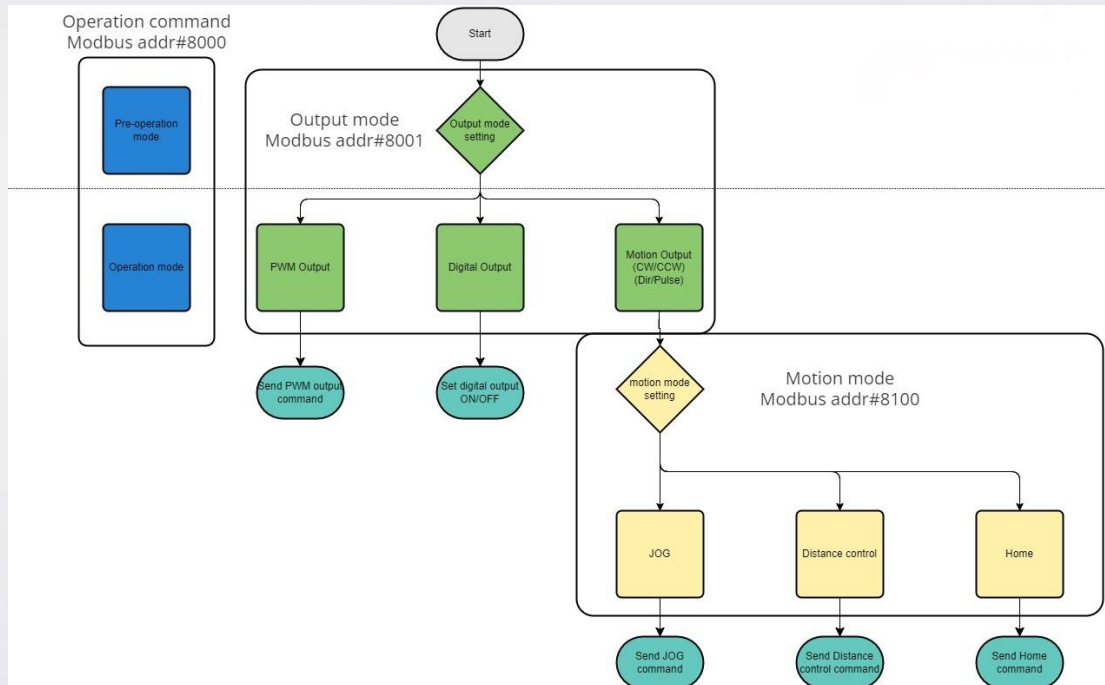 Operation command
Modbus addr#8000
Pre-operation
mode
Operation mode
Start
Output mode
Modbus addr#8001
Output mode
setting
PWM Output
Digital Output
Motion Output
(CW/CCW)
(Dir/Pulse)
Send PWM output
command
Set digital output
ON/OFF
motion mode
setting
Motion mode
Modbus addr#8100
JOG
Distance control
Home
Send JOG
command
Send Distance
control command
Send Home
command